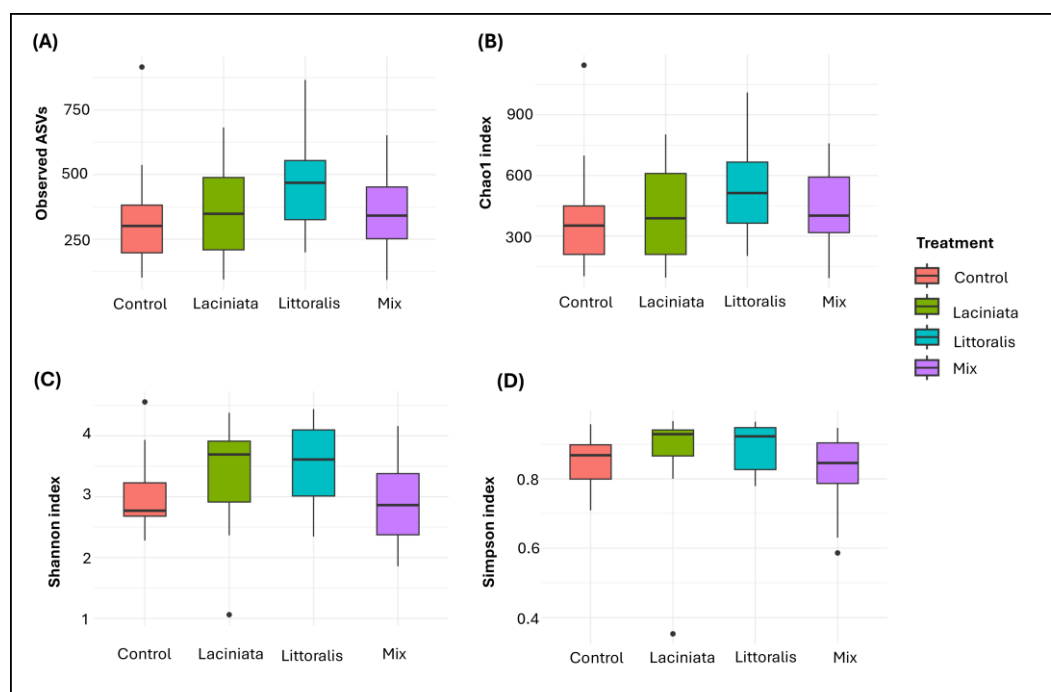 (A)
Observed ASVs
750
500
250
Control Laciniata Littoralis Mix
(B)
Chao1 index
900
600
300
Control Laciniata Littoralis Mix
Treatment
Control
Laciniata
Littoralis
Mix
(C)
Shannon index
4
3
2
1
Control Laciniata Littoralis Mix
(D)
Simpson index
0.8
0.6
0.4
Control Laciniata Littoralis Mix